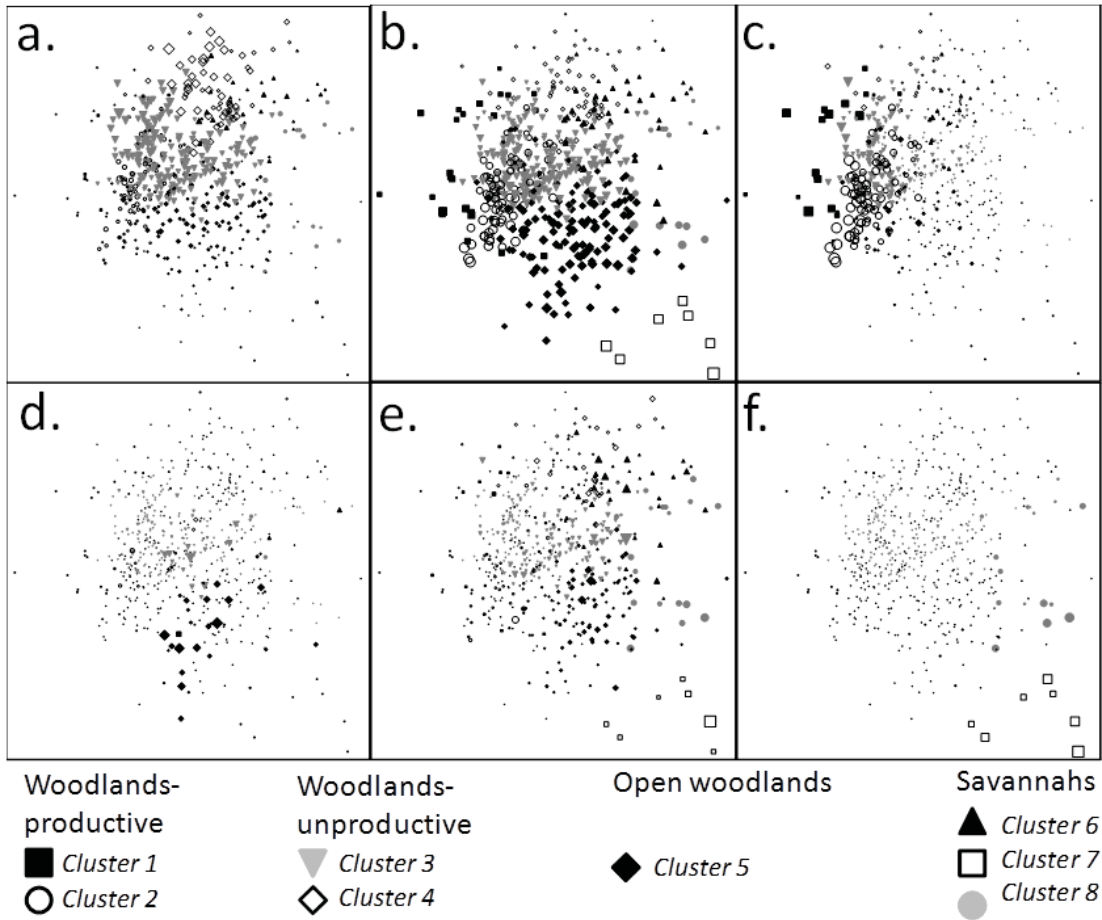 a.
b.
c.
d.
e.
f.
Woodlands-
productive
Cluster 1
Cluster 2
Woodlands-
unproductive
Cluster 3
Cluster 4
Open woodlands
Cluster 5
Savannahs
Cluster 6
Cluster 7
Cluster 8